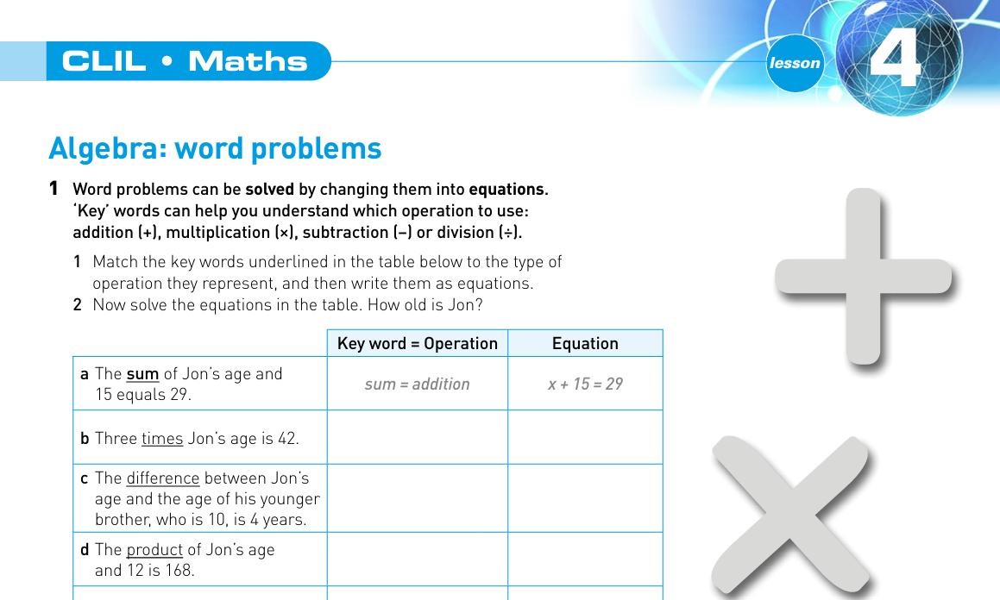 CLIL • Maths
lesson
4
Algebra: word problems
1 Word problems can be solved by changing them into equations.
‘Key’ words can help you understand which operation to use:
addition (+), multiplication (×), subtraction (–) or division (÷).
1 Match the key words underlined in the table below to the type of
operation they represent, and then write them as equations.
2 Now solve the equations in the table. How old is Jon?
Key word = Operation Equation
a The sum of Jon’s age and
15 equals 29.
sum = addition x + 15 = 29
b Three times Jon’s age is 42.
c The difference between Jon’s
age and the age of his younger
brother, who is 10, is 4 years.
d The product of Jon’s age
and 12 is 168.